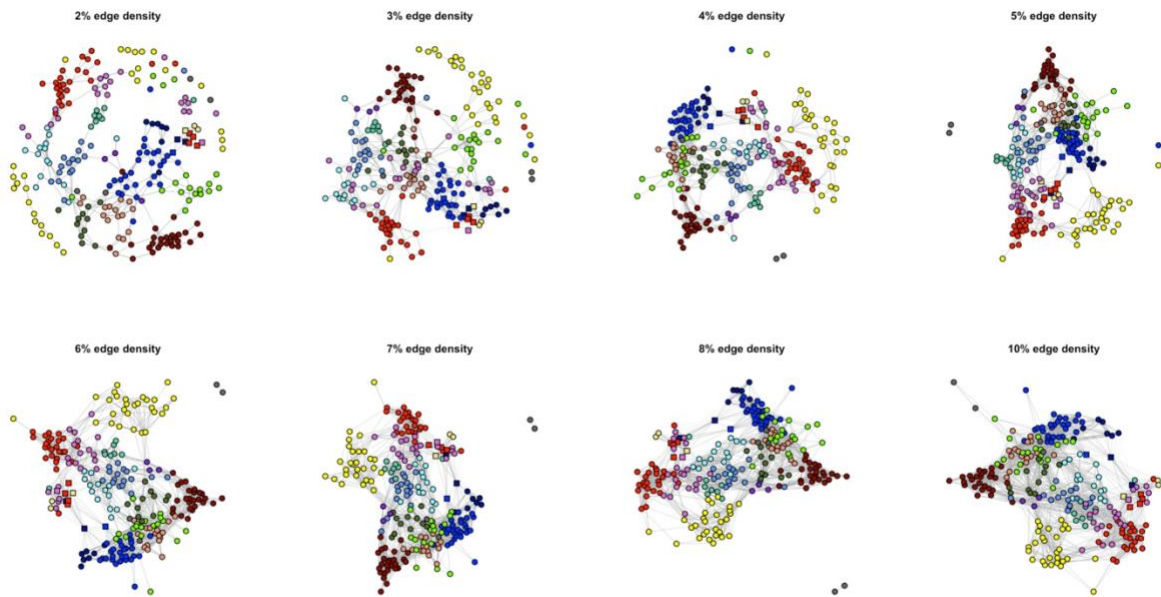 2% edge density
3% edge density
4% edge density
5% edge density
6% edge density
7% edge density
8% edge density
10% edge density